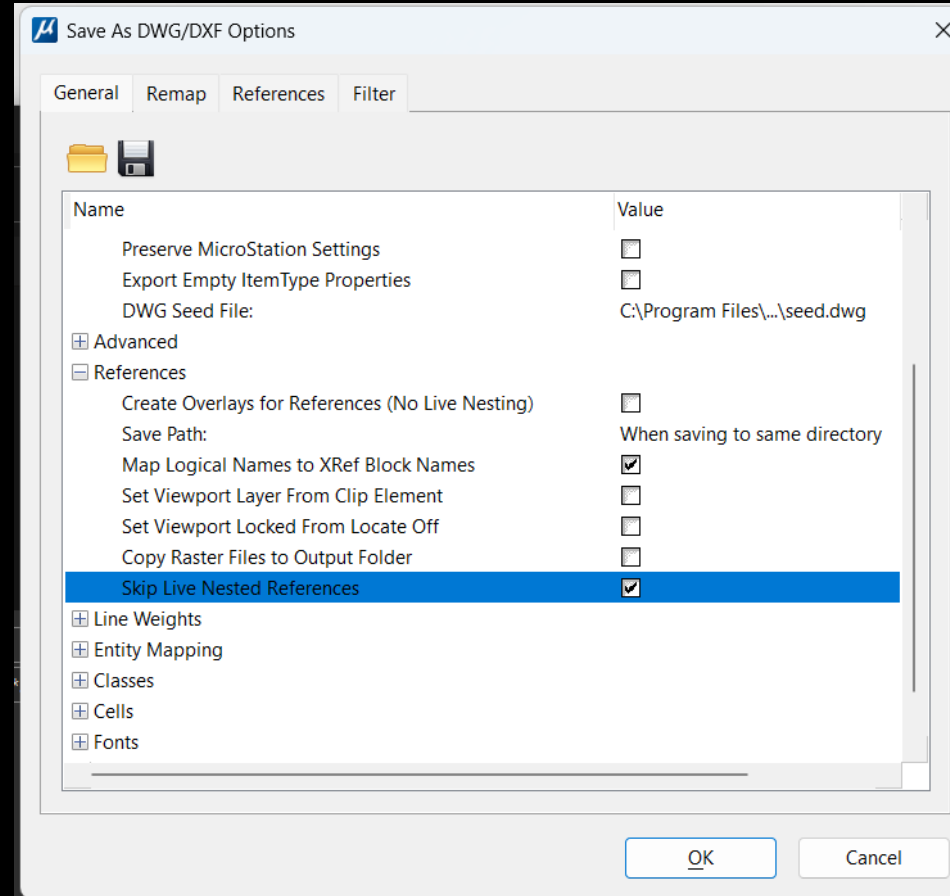 Save As DWG/DXF Options
General Remap References Filter
Name Value
Preserve MicroStation Settings
Export Empty ItemType Properties
DWG Seed File: C:\Program Files\...\seed.dwg
Advanced
References
Create Overlays for References (No Live Nesting)
Save Path: When saving to same directory
Map Logical Names to XRef Block Names
Set Viewport Layer From Clip Element
Set Viewport Locked From Locate Off
Copy Raster Files to Output Folder
Skip Live Nested References
Line Weights
Entity Mapping
Classes
Cells
Fonts
OK Cancel